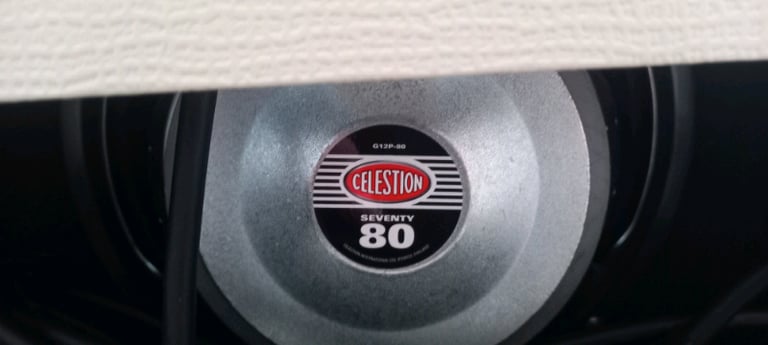 G12P-80
CELESTION
SEVENTY
80